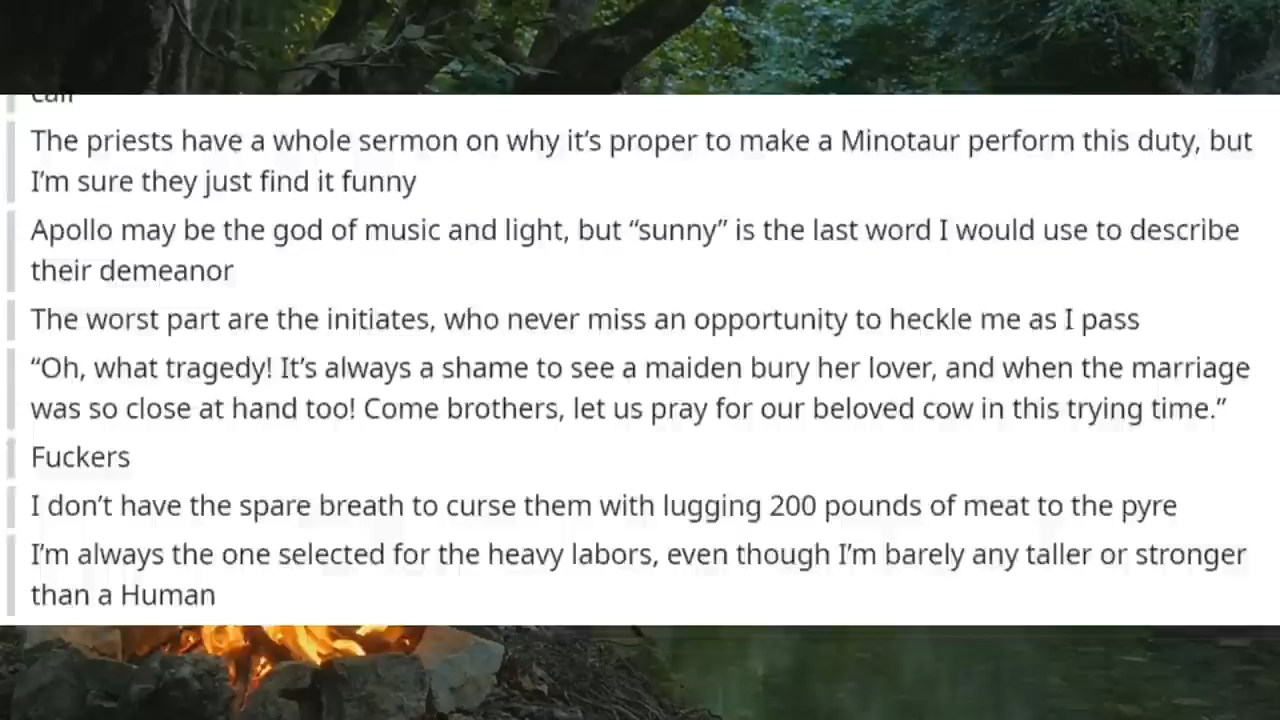 The priests have a whole sermon on why it’s proper to make a Minotaur perform this duty, but
I’m sure they just find it funny
Apollo may be the god of music and light, but “sunny” is the last word I would use to describe
their demeanor
The worst part are the initiates, who never miss an opportunity to heckle me as I pass
“Oh, what tragedy! It’s always a shame to see a maiden bury her lover, and when the marriage
was so close at hand too! Come brothers, let us pray for our beloved cow in this trying time.”
Fuckers
I don’t have the spare breath to curse them with lugging 200 pounds of meat to the pyre
I’m always the one selected for the heavy labors, even though I’m barely any taller or stronger
than a Human